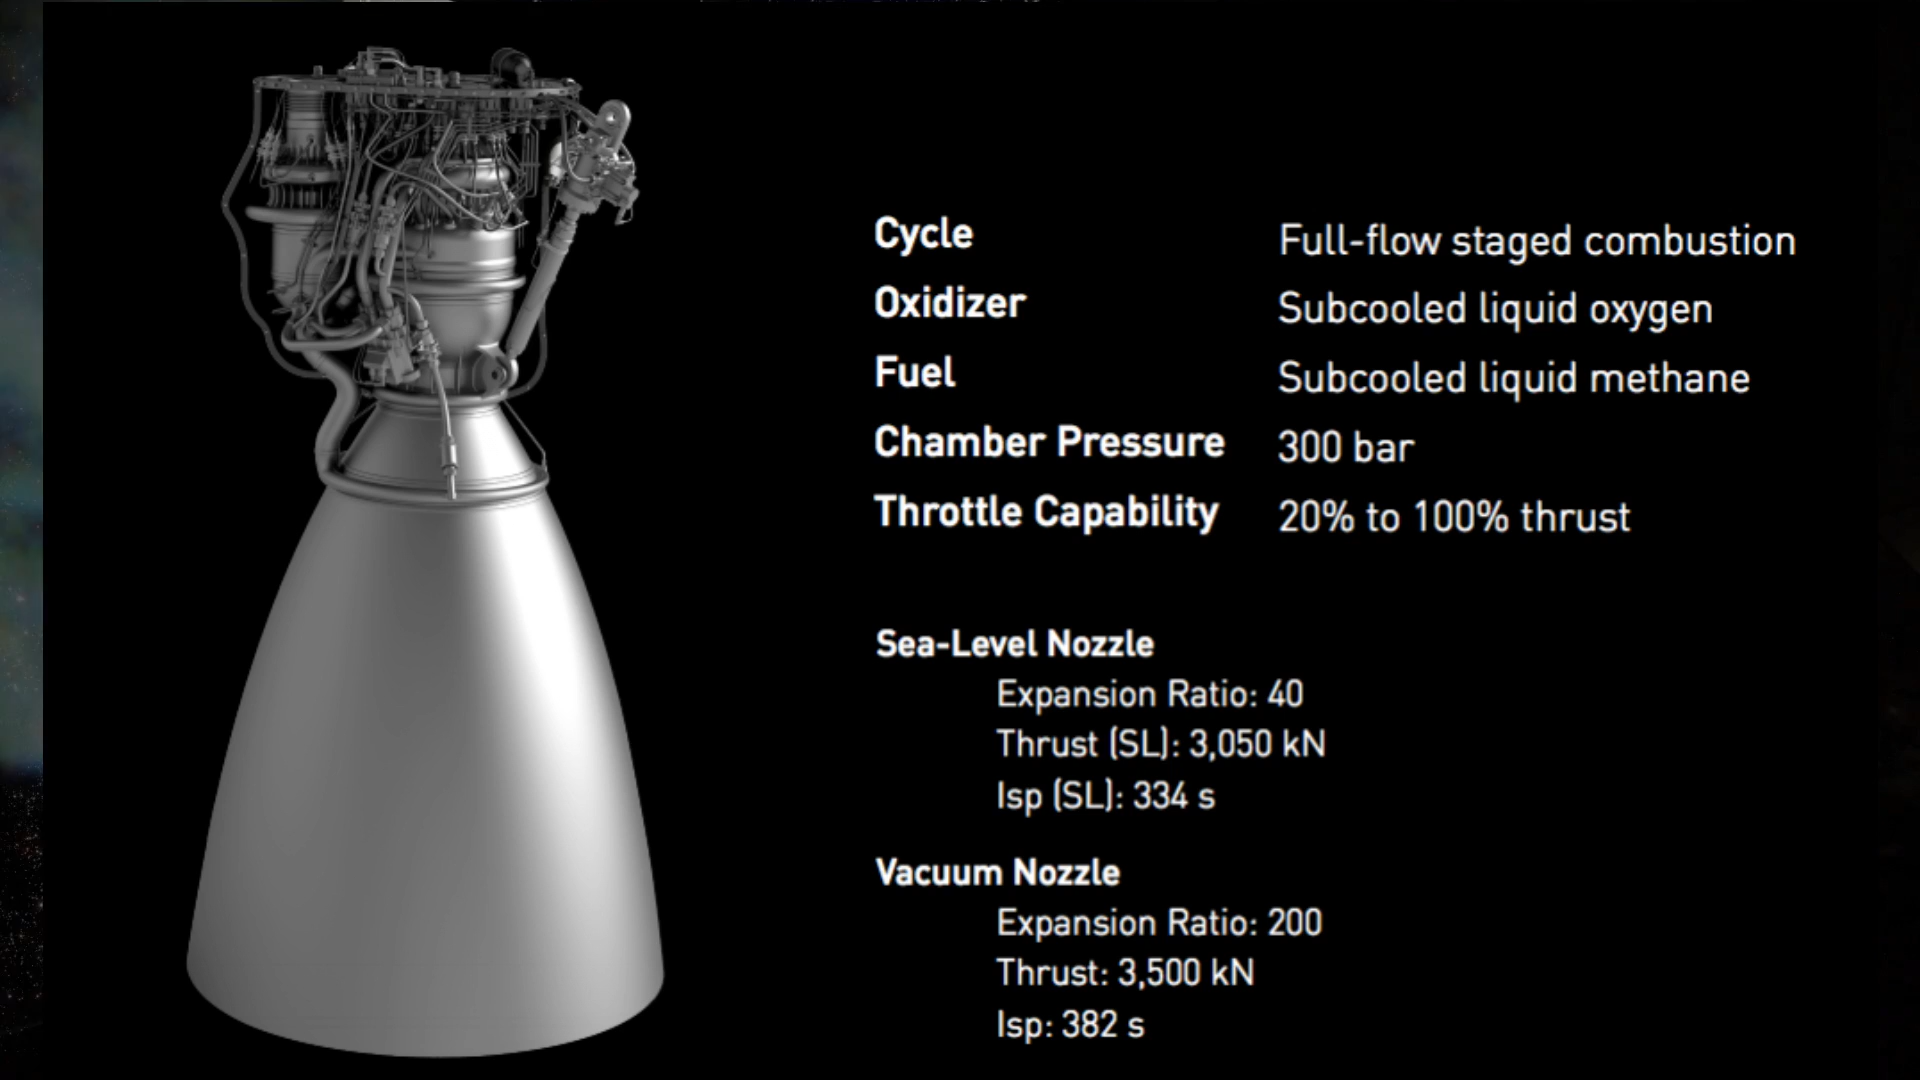 Cycle Full-flow staged combustion
Oxidizer Subcooled liquid oxygen
Fuel Subcooled liquid methane
Chamber Pressure 300 bar
Throttle Capability 20% to 100% thrust
Sea-Level Nozzle
Expansion Ratio: 40
Thrust (SL): 3,050 kN
Isp (SL): 334 s
Vacuum Nozzle
Expansion Ratio: 200
Thrust: 3,500 kN
Isp: 382 s